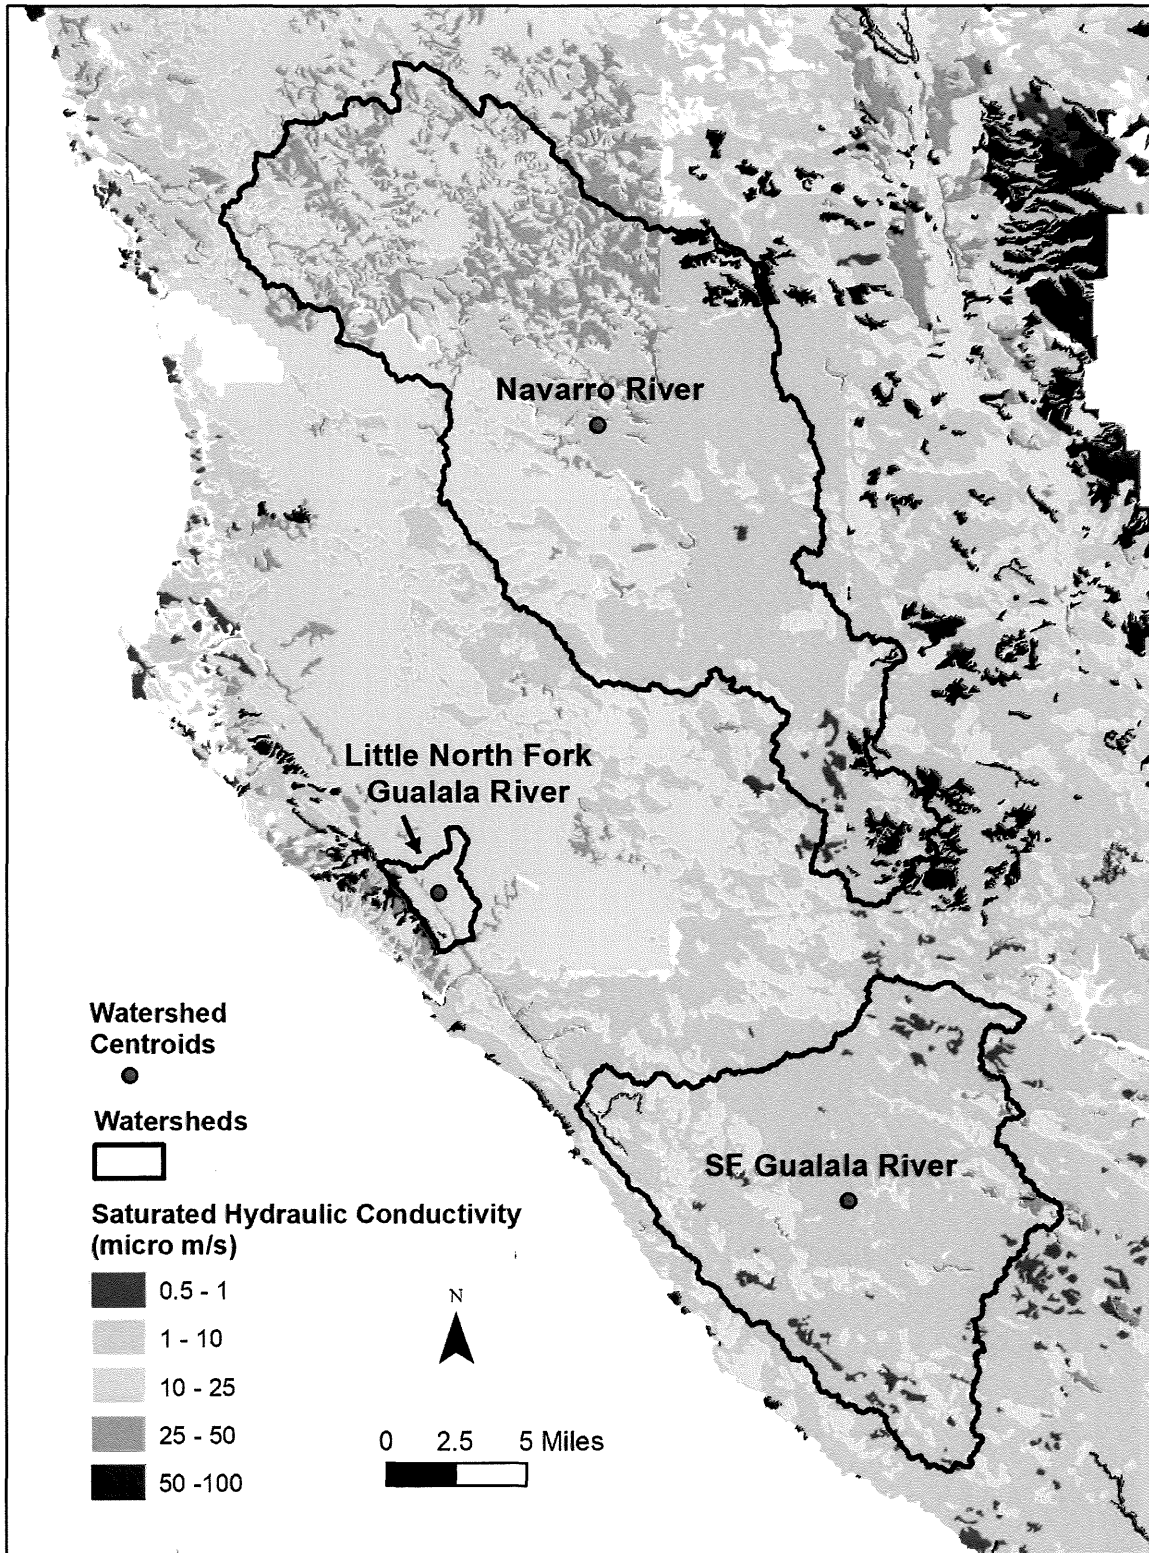 Navarro River
Little North Fork
Gualala River
SF Gualala River
Watershed
Centroids
Watersheds
Saturated Hydraulic Conductivity
(micro m/s)
0.5 - 1
1 - 10
10 - 25
25 - 50
50 -100
N
0 2.5 5 Miles